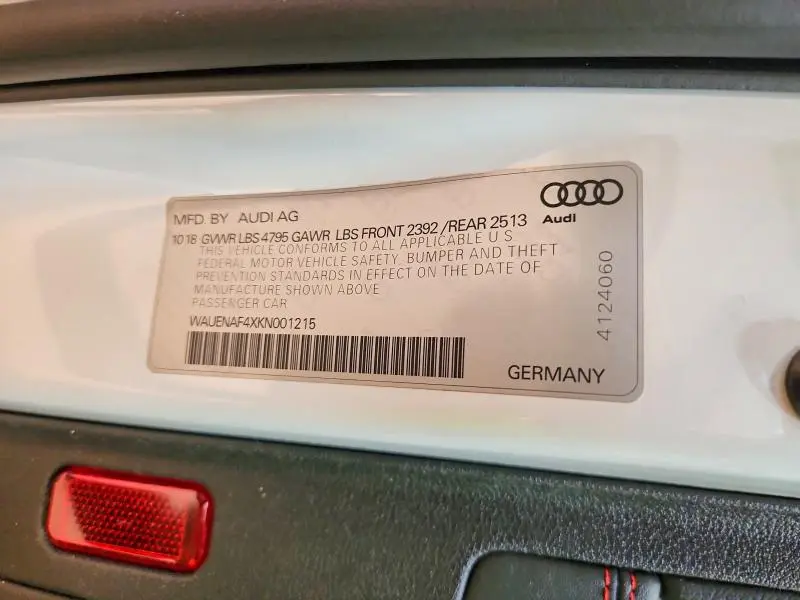 MFD. BY AUDI AG
Audi
1018 GVWR LBS 4795 GAWR LBS FRONT 2392 /REAR 2513
THIS VEHICLE CONFORMS TO ALL APPLICABLE U S
FEDERAL MOTOR VEHICLE SAFETY, BUMPER AND THEFT
PREVENTION STANDARDS IN EFFECT ON THE DATE OF
MANUFACTURE SHOWN ABOVE
PASSENGER CAR
WAUENAF4XKN001215
GERMANY
4124060